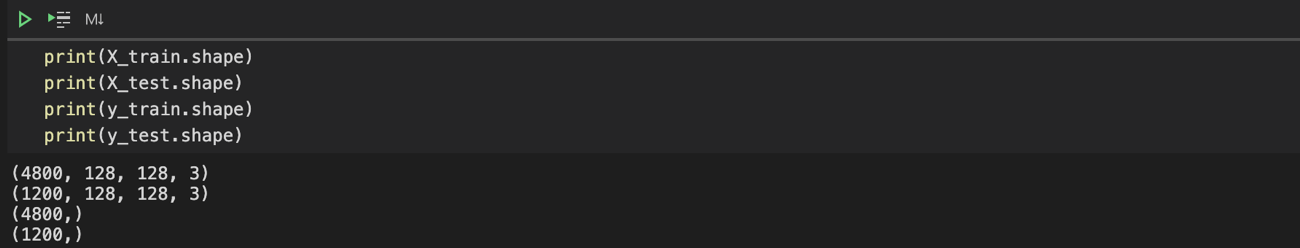 M↓
print(X_train.shape)
print(X_test.shape)
print(y_train.shape)
print(y_test.shape)
(4800, 128, 128, 3)
(1200, 128, 128, 3)
(4800,)
(1200,)